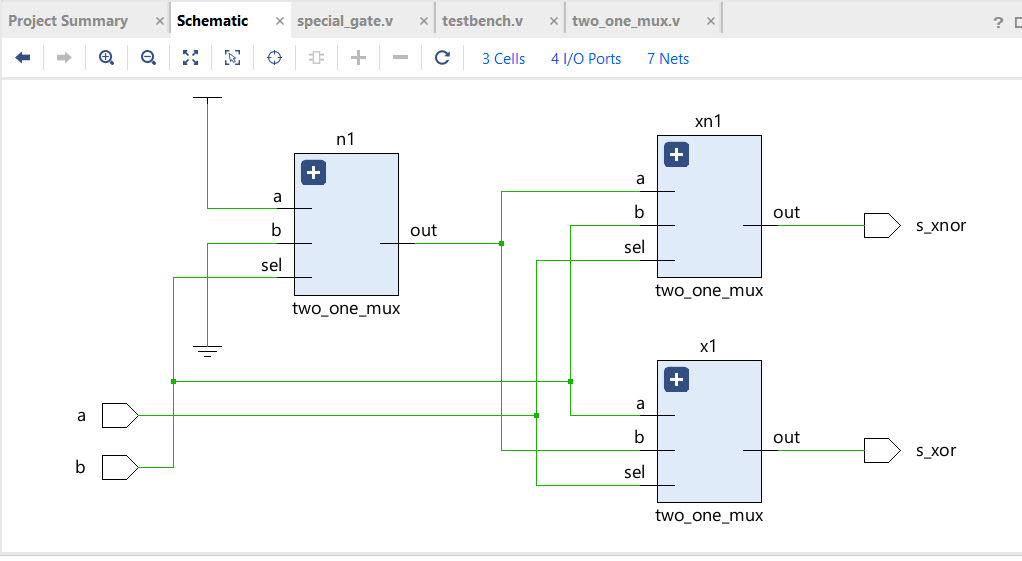 Project Summary × Schematic × special_gate.v × testbench.v × two_one_mux.v × ?
3 Cells 4 I/O Ports 7 Nets
n1
a
b
sel
out
two_one_mux
xn1
a
b
sel
out
two_one_mux
s_xnor
x1
a
b
sel
out
two_one_mux
s_xor
a
b